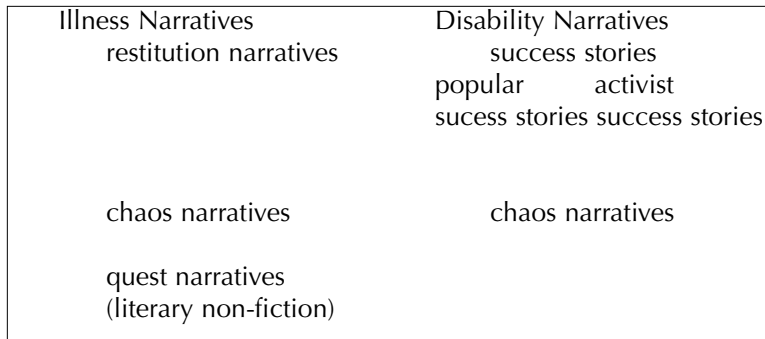 Illness Narratives Disability Narratives
restitution narratives success stories
popular activist
sucess stories success stories
chaos narratives chaos narratives
quest narratives
(literary non-fiction)